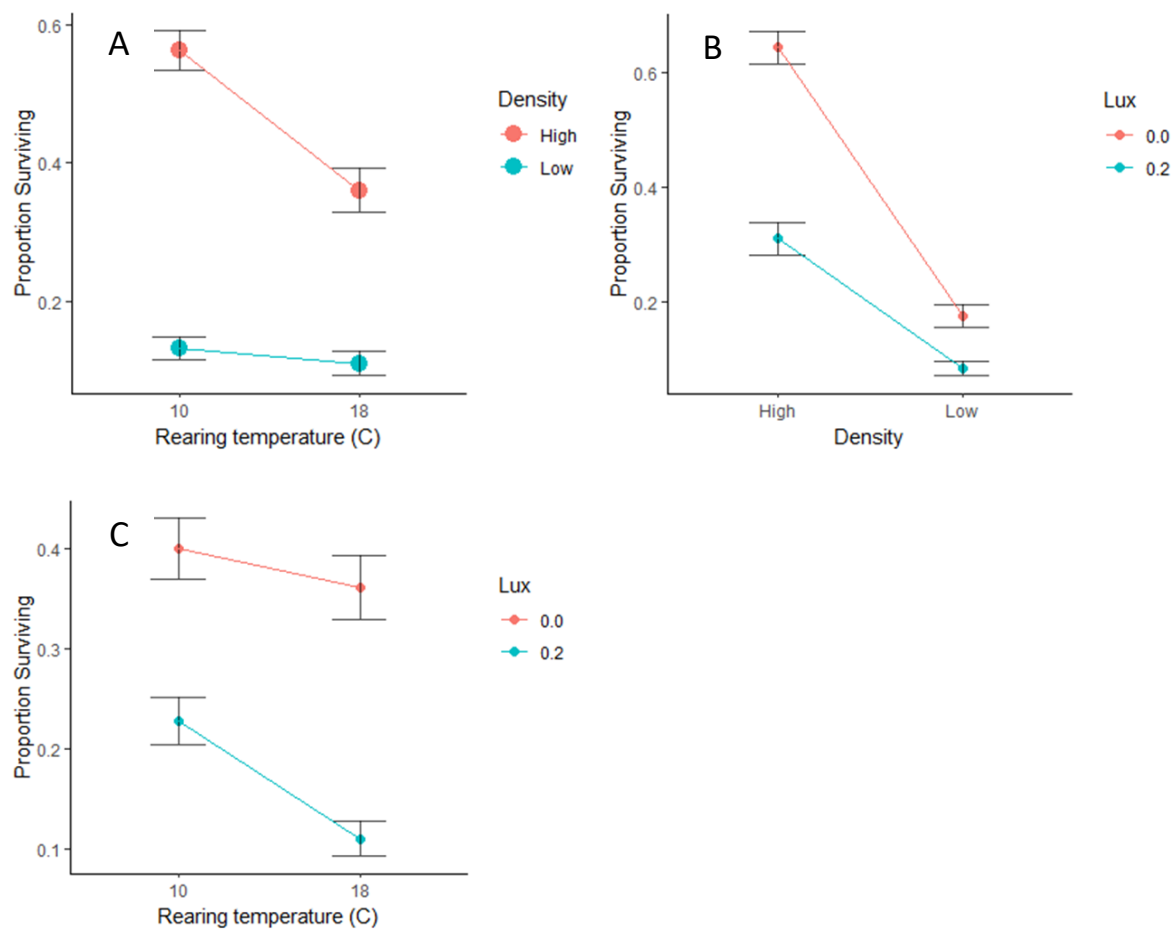 A
0.6
0.4
0.2
Proportion Surviving
10
18
Rearing temperature (C)
Density
High
Low
B
0.6
0.4
0.2
Proportion Surviving
High
Low
Density
Lux
0.0
0.2
C
0.4
0.3
0.2
0.1
Proportion Surviving
10
18
Rearing temperature (C)
Lux
0.0
0.2